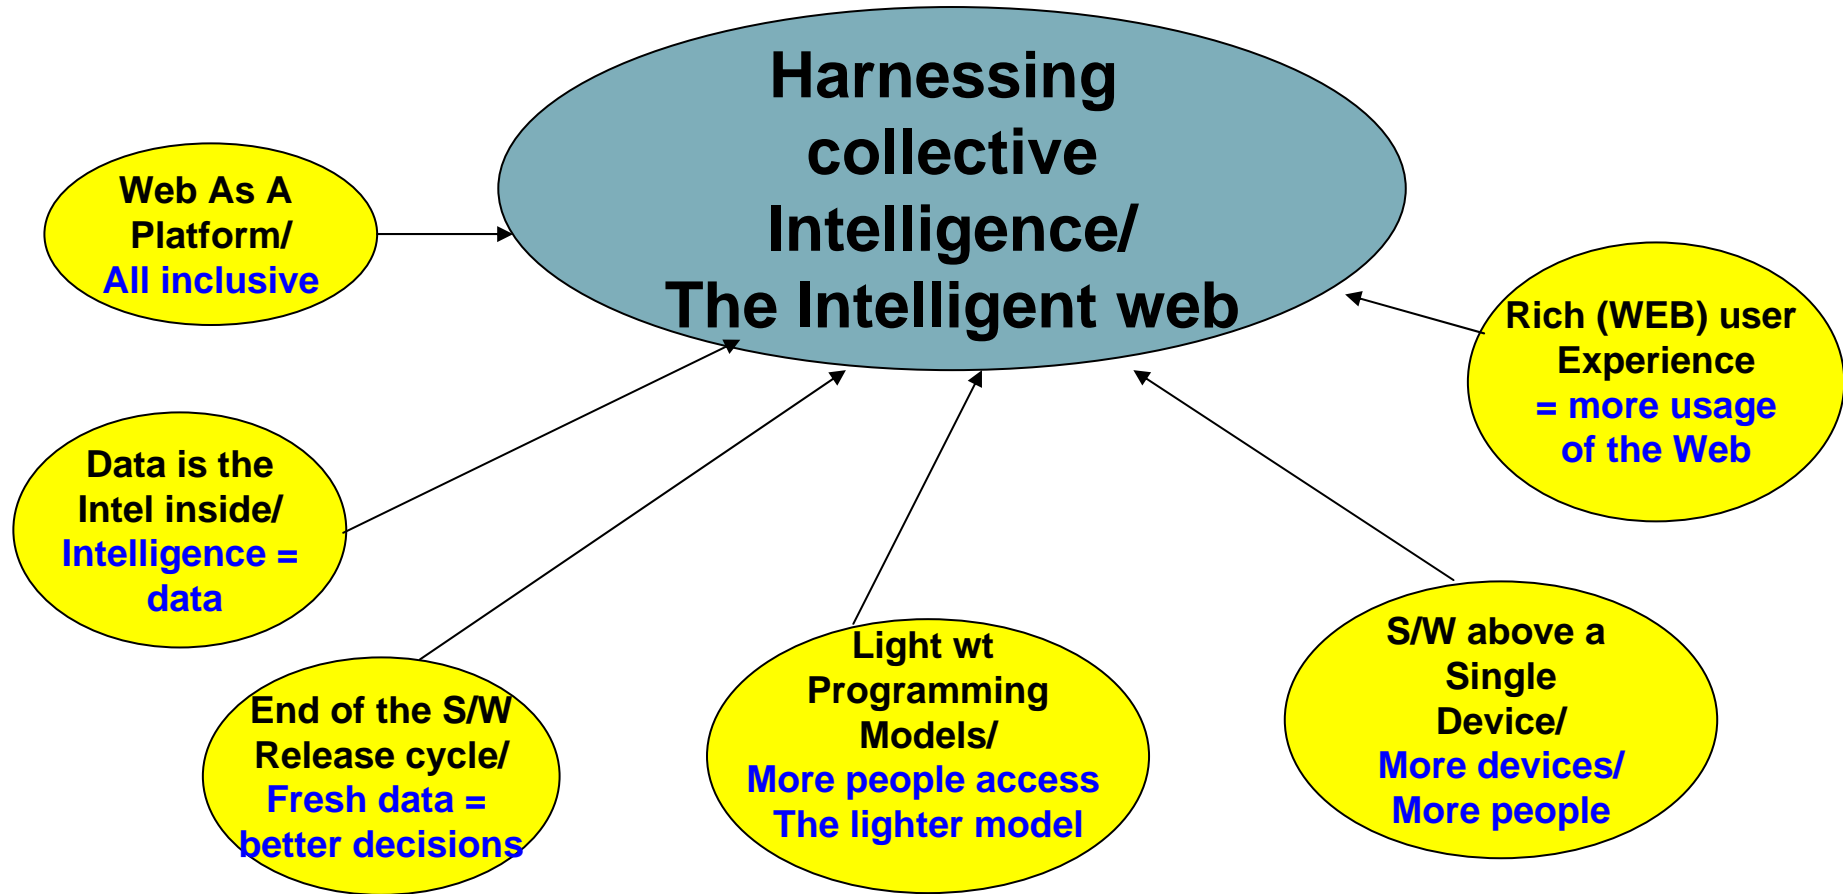 Harnessing
collective
Intelligence/
The Intelligent web
Web As A
Platform/
All inclusive
Rich (WEB) user
Experience
= more usage
of the Web
Data is the
Intel inside/
Intelligence =
data
End of the S/W
Release cycle/
Fresh data =
better decisions
Light wt
Programming
Models/
More people access
The lighter model
S/W above a
Single
Device/
More devices/
More people